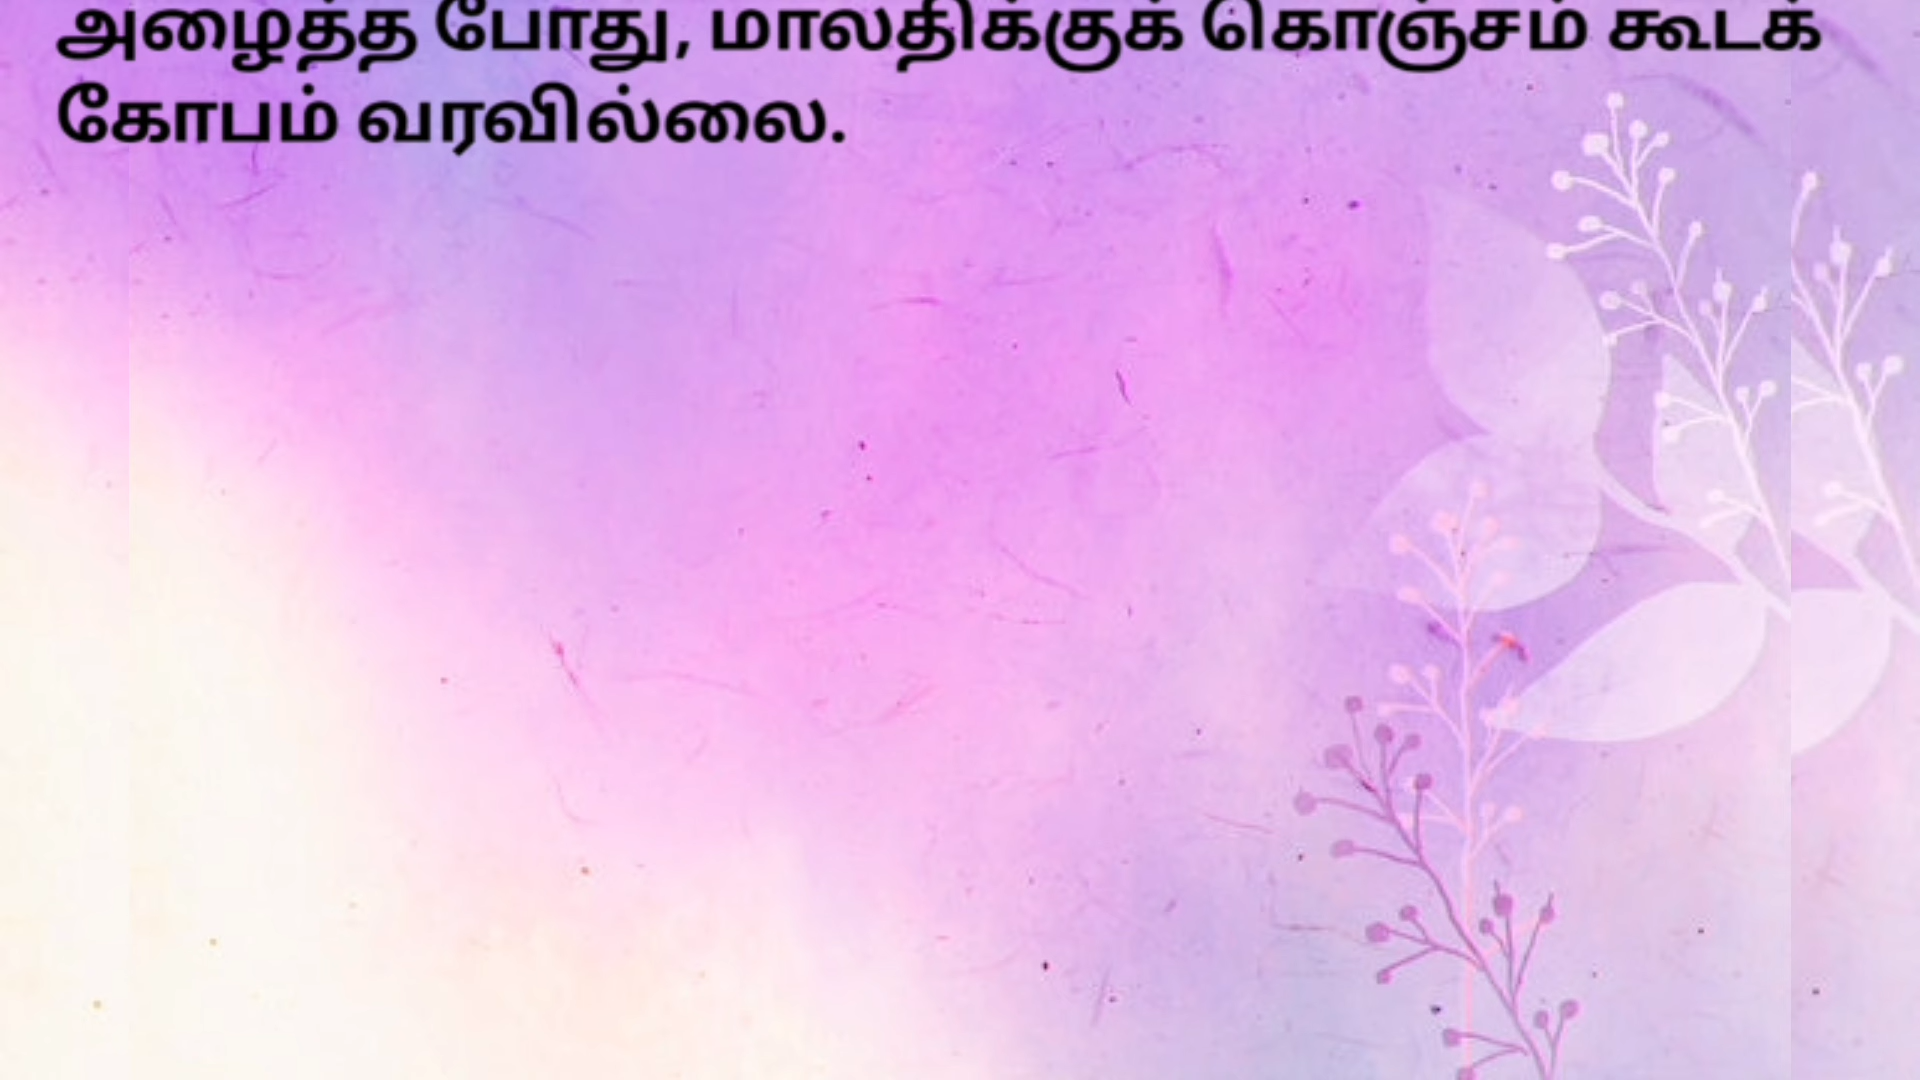 அழைத்த போது, மாலதிக்குக் கொஞ்சம் கூடக்
கோபம் வரவில்லை.